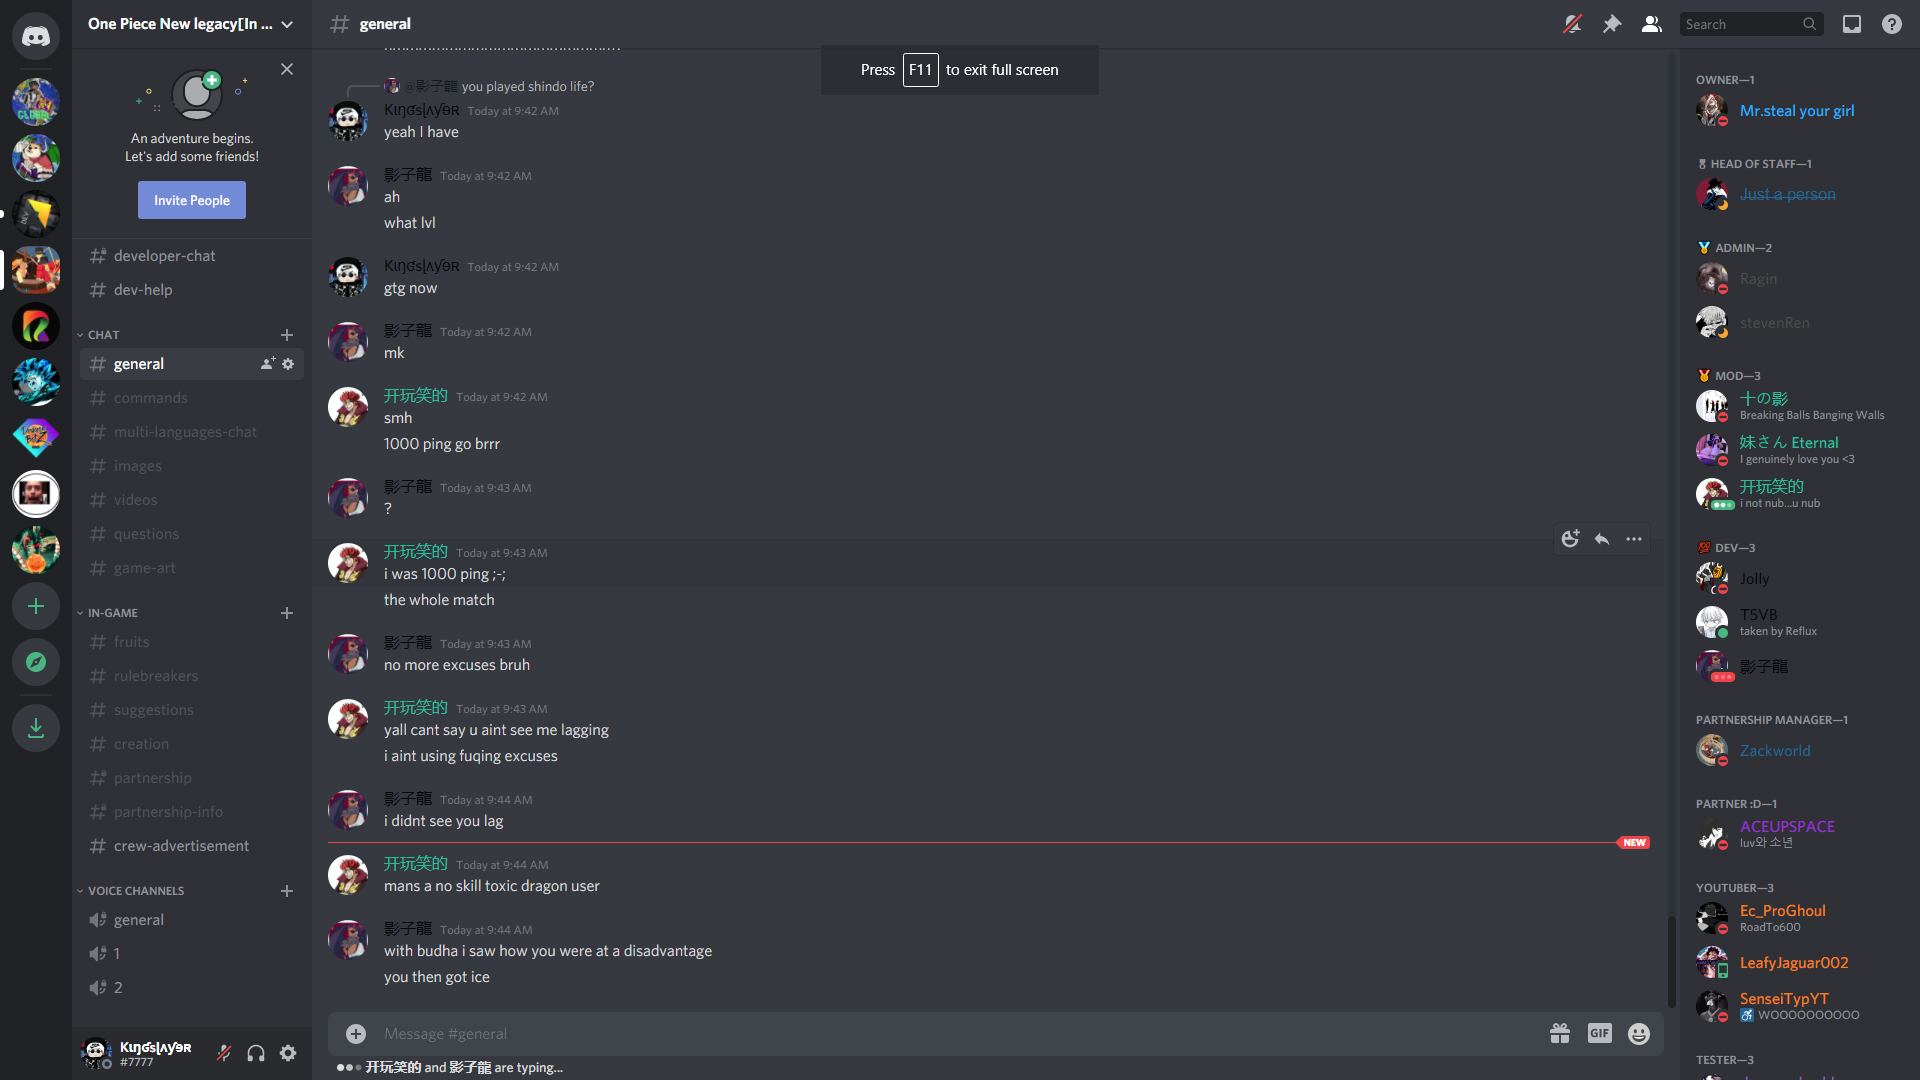 One Piece New legacy[In ...
An adventure begins.
Let's add some friends!
Invite People
developer-chat
dev-help
CHAT
general
commands
multi-languages-chat
images
videos
questions
game-art
IN-GAME
fruits
rulebreakers
suggestions
creation
partnership
partnership-info
crew-advertisement
VOICE CHANNELS
general
1
2
#7777
general
Search
Press F11 to exit full screen
@影子龍 you played shindo life?
Today at 9:42 AM
yeah I have
影子龍 Today at 9:42 AM
ah
what lvl
Today at 9:42 AM
gtg now
影子龍 Today at 9:42 AM
mk
开玩笑的 Today at 9:42 AM
smh
1000 ping go brrr
影子龍 Today at 9:43 AM
?
开玩笑的 Today at 9:43 AM
i was 1000 ping ;-;
the whole match
影子龍 Today at 9:43 AM
no more excuses bruh
开玩笑的 Today at 9:43 AM
yall cant say u aint see me lagging
i aint using fuqing excuses
影子龍 Today at 9:44 AM
i didnt see you lag
NEW
开玩笑的 Today at 9:44 AM
mans a no skill toxic dragon user
影子龍 Today at 9:44 AM
with budha i saw how you were at a disadvantage
you then got ice
Message #general
GIF
开玩笑的 and 影子龍 are typing...
OWNER—1
Mr.steal your girl
HEAD OF STAFF—1
Just a person
ADMIN—2
Ragin
stevenRen
MOD—3
十の影
Breaking Balls Banging Walls
妹さん Eternal
I genuinely love you <3
开玩笑的
i not nub...u nub
DEV—3
Jolly
T5VB
taken by Reflux
影子龍
PARTNERSHIP MANAGER—1
Zackworld
PARTNER :D—1
ACEUPSPACE
luv와 소년
YOUTUBER—3
Ec_ProGhoul
RoadTo600
LeafyJaguar002
SenseiTypYT
WOOOOOOOOOO
TESTER—3